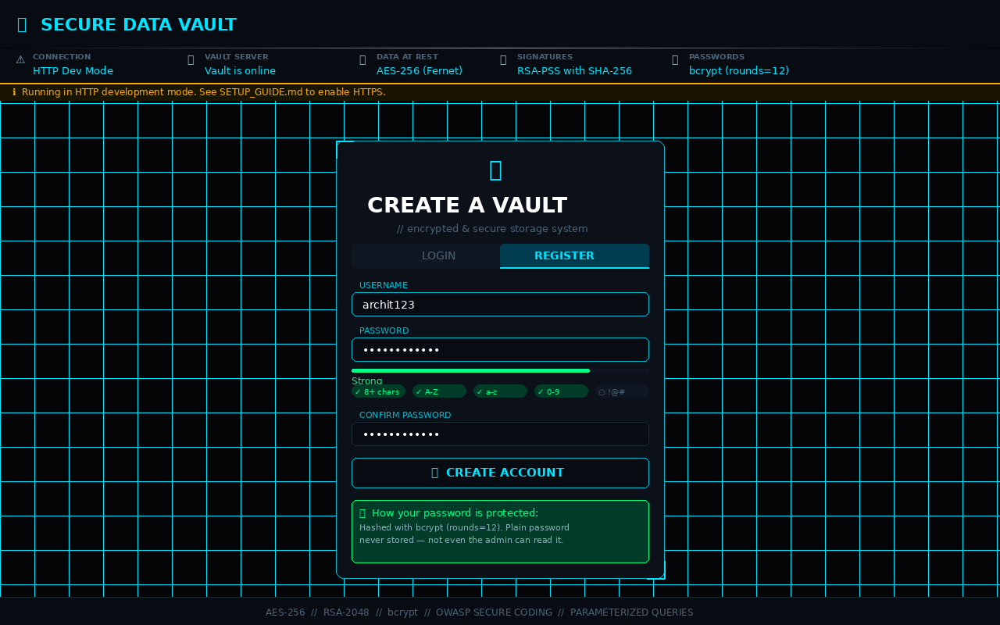 SECURE DATA VAULT
⚠ CONNECTION
HTTP Dev Mode
VAULT SERVER
Vault is online
DATA AT REST
AES-256 (Fernet)
SIGNATURES
RSA-PSS with SHA-256
PASSWORDS
bcrypt (rounds=12)
ℹ Running in HTTP development mode. See SETUP_GUIDE.md to enable HTTPS.
CREATE A VAULT
// encrypted & secure storage system
LOGIN REGISTER
USERNAME
archit123
PASSWORD
••••••••••••
Strong
✓ 8+ chars ✓ A-Z ✓ a-z ✓ 0-9 ○ !@#
CONFIRM PASSWORD
••••••••••••
CREATE ACCOUNT
How your password is protected:
Hashed with bcrypt (rounds=12). Plain password
never stored — not even the admin can read it.
AES-256 // RSA-2048 // bcrypt // OWASP SECURE CODING // PARAMETERIZED QUERIES